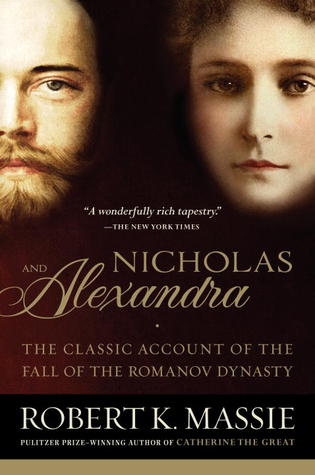 “A wonderfully rich tapestry.”
—THE NEW YORK TIMES
NICHOLAS
AND Alexandra
THE CLASSIC ACCOUNT OF THE
FALL OF THE ROMANOV DYNASTY
ROBERT K. MASSIE
PULITZER PRIZE–WINNING AUTHOR OF CATHERINE THE GREAT